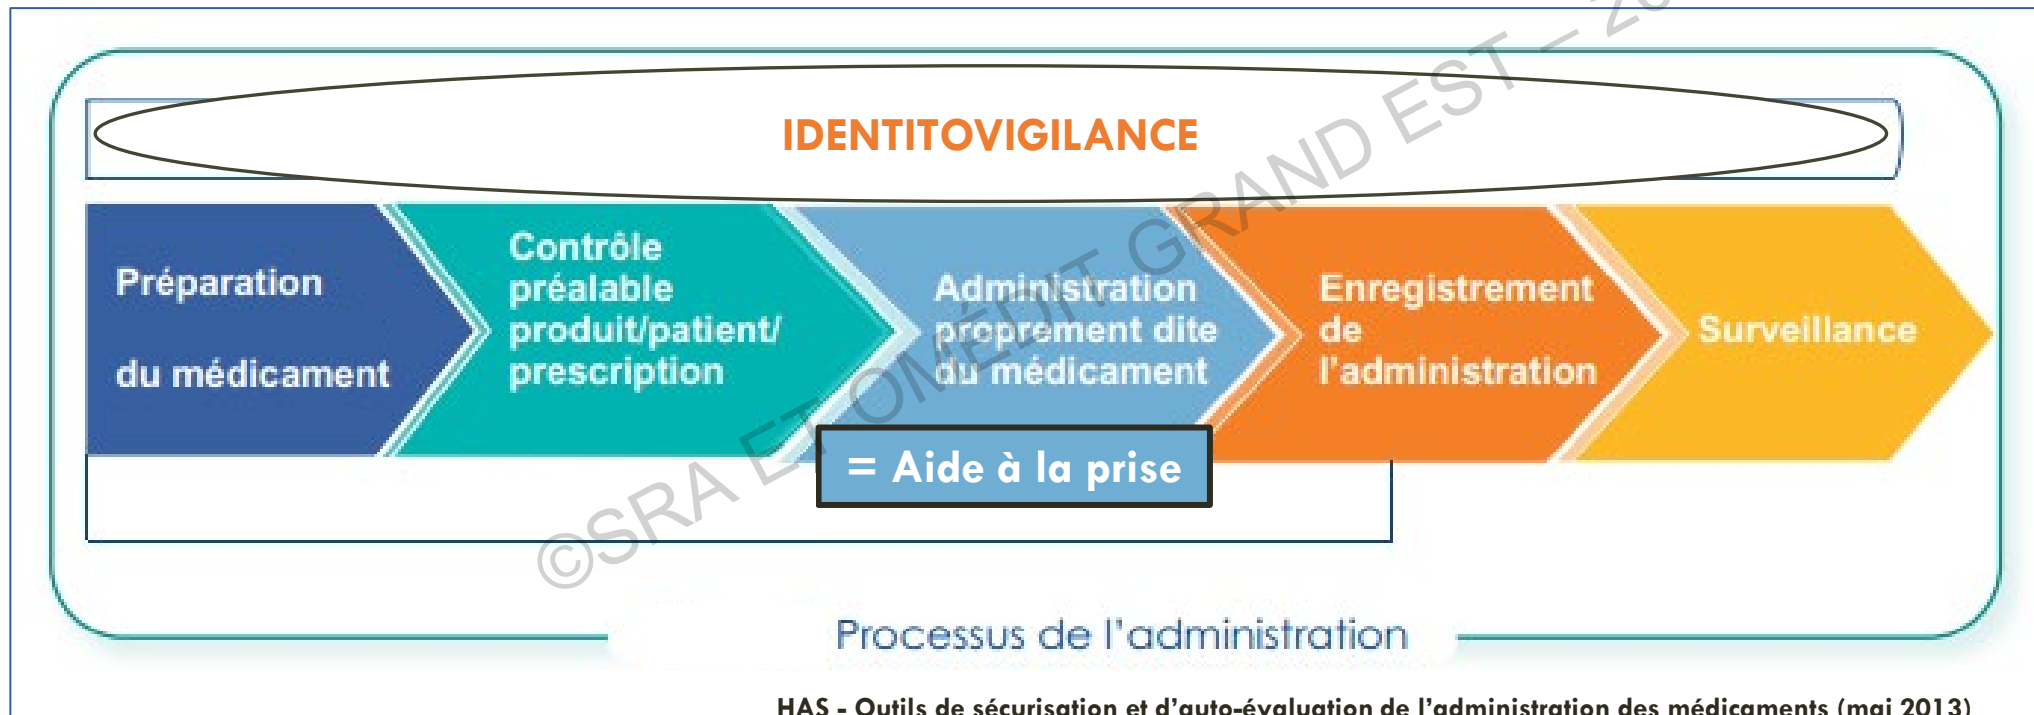 IDENTITOVIGILANCE
Préparation
du médicament
Contrôle
préalable
produit/patient/
prescription
Administration
proprement dite
du médicament
= Aide à la prise
Enregistrement
de
l'administration
Surveillance
©SRA ET OMÉDIT GRAND EST – 20
Processus de l'administration
HAS - Outils de sécurisation et d'auto-évaluation de l'administration des médicaments (mai 2013)